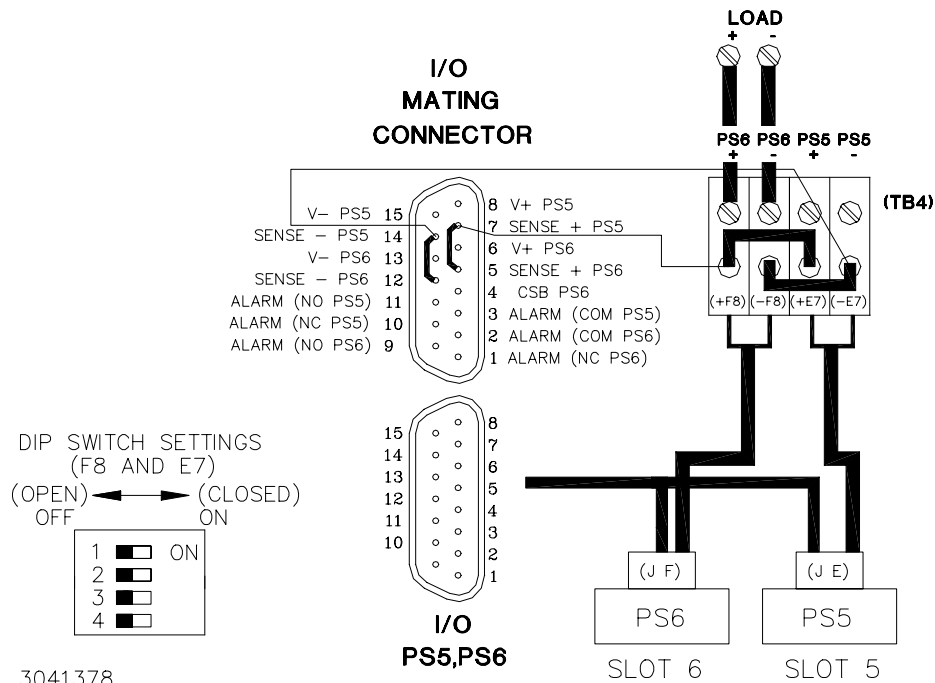 LOAD
+ -
I/O
MATING
CONNECTOR
PS6 PS6 PS5 PS5
+ - + -
(TB4)
V- PS5 15
SENSE - PS5 14
V- PS6 13
SENSE - PS6 12
ALARM (NO PS5) 11
ALARM (NC PS5) 10
ALARM (NO PS6) 9
8 V+ PS5
7 SENSE + PS5
6 V+ PS6
5 SENSE + PS6
4 CSB PS6
3 ALARM (COM PS5)
2 ALARM (COM PS6)
1 ALARM (NC PS6)
(+F8) (-F8) (+E7) (-E7)
15
14
13
12
11
10
8
7
6
5
4
3
2
1
I/O
PS5,PS6
DIP SWITCH SETTINGS
(F8 AND E7)
(OPEN) (CLOSED)
OFF ON
1 ON
2
3
4
(J F)
PS6
SLOT 6
(J E)
PS5
SLOT 5
3041378